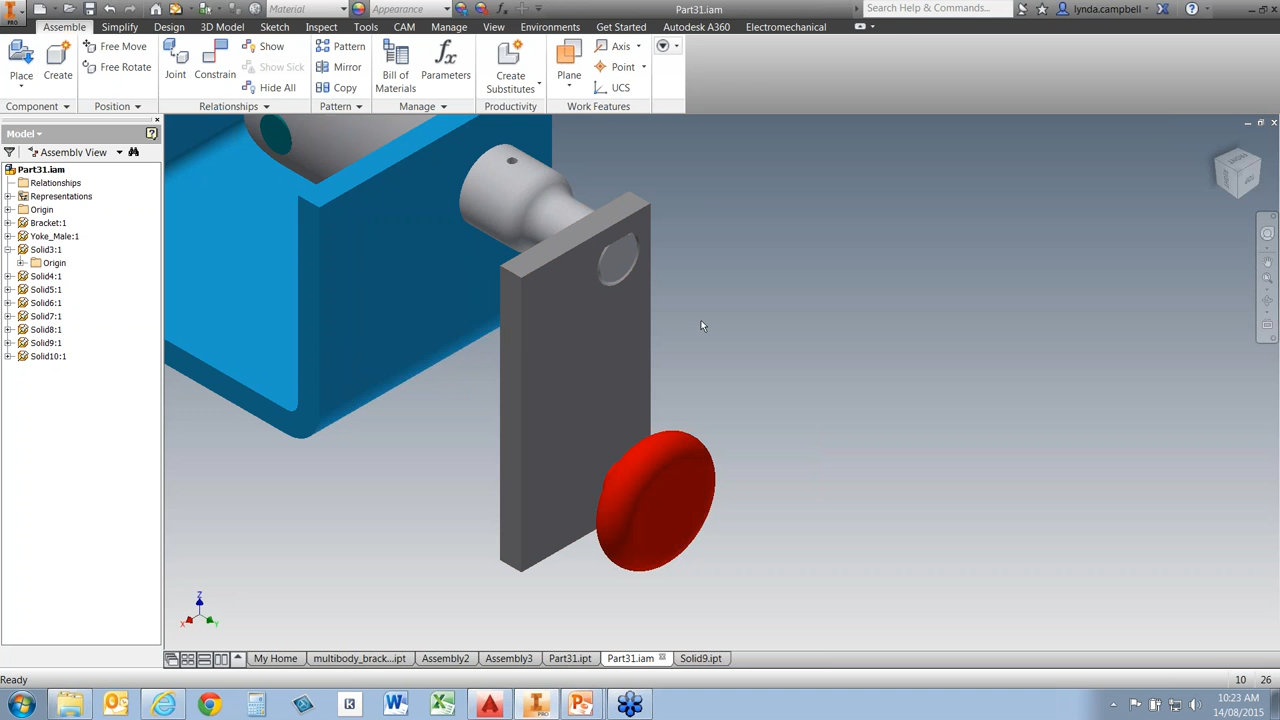 Material
Appearance
Part31.iam
Search Help & Commands...
lynda.campbell
PRO
Assemble Simplify Design 3D Model Sketch Inspect Tools CAM Manage View Environments Get Started Autodesk A360 Electromechanical
Free Move Show Pattern Axis
Free Rotate Show Sick Mirror Point
Place Create Joint Constrain Hide All Copy Bill of Materials Parameters Create Substitutes Plane UCS
Component Position Relationships Pattern Manage Productivity Work Features
Model
Assembly View
Part31.iam
Relationships
Representations
Origin
Bracket:1
Yoke_Male:1
Solid3:1
Origin
Solid4:1
Solid5:1
Solid6:1
Solid7:1
Solid8:1
Solid9:1
Solid10:1
Z
X
Y
My Home multibody_brack...ipt Assembly2 Assembly3 Part31.ipt Part31.iam Solid9.ipt
Ready
10 26
10:23 AM
14/08/2015